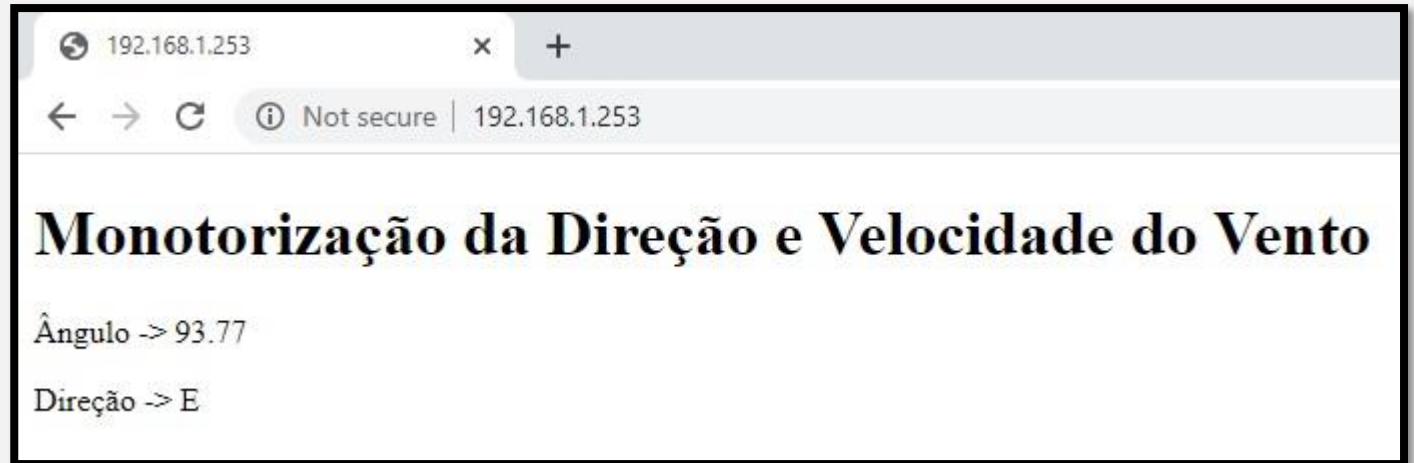 192.168.1.253
Not secure | 192.168.1.253
Monotorização da Direção e Velocidade do Vento
Ângulo -> 93.77
Direção -> E